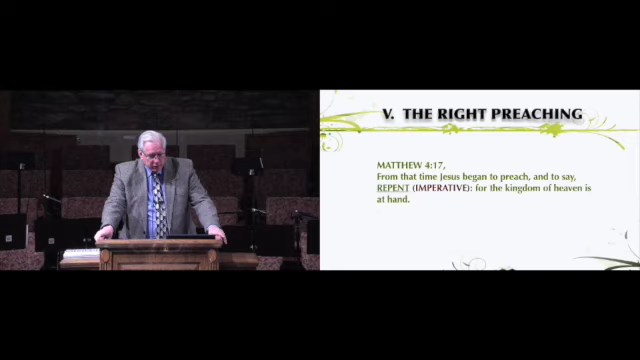 V. THE RIGHT PREACHING
MATTHEW 4:17,
From that time Jesus began to preach, and to say,
REPENT (IMPERATIVE): for the kingdom of heaven is
at hand.